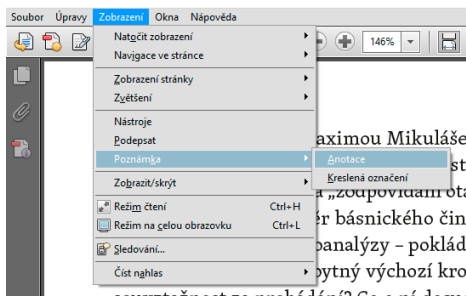 Soubor Úpravy Zobrazení Okna Nápověda
146%
Natočit zobrazení
Navigace ve stránce
Zobrazení stránky
Zvětšení
Nástroje
Podepsat
Poznámka
Anotace
Kreslená označení
Zobrazit/skrýt
Režim čtení Ctrl+H
Režim na celou obrazovku Ctrl+L
Sledování...
Číst nahlas
aximou Mikuláše
st
„zodpovídání ota
ér básnického čin
oanalýzy – poklád
bytný výchozí kro